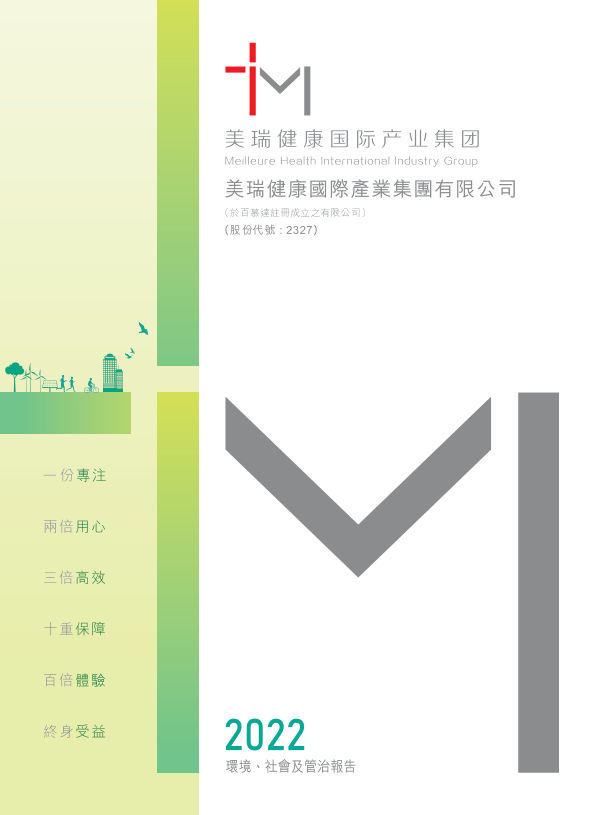 美瑞健康国际产业集团
Meilleure Health International Industry Group
美瑞健康國際產業集團有限公司
(於百慕達註冊成立之有限公司)
(股份代號：2327)
一份專注
兩倍用心
三倍高效
十重保障
百倍體驗
終身受益
2022
環境、社會及管治報告